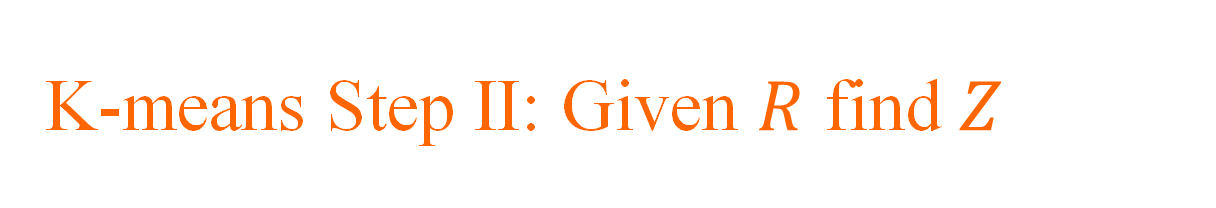 K-means Step II: Given R find Z